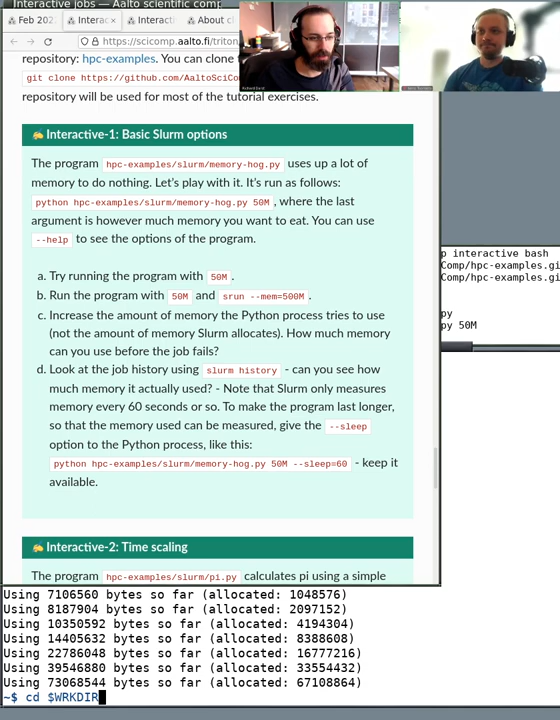 Interactive jobs — Aalto scientific comp
Feb 202
Interac
Interacti
About cl
https://scicomp.aalto.fi/triton
repository: hpc-examples. You can clone
git clone https://github.com/AaltoSciCo
repository will be used for most of the tutorial exercises.
Interactive-1: Basic Slurm options
The program hpc-examples/slurm/memory-hog.py uses up a lot of
memory to do nothing. Let's play with it. It's run as follows:
python hpc-examples/slurm/memory-hog.py 50M, where the last
argument is however much memory you want to eat. You can use
--help to see the options of the program.
a. Try running the program with 50M.
b. Run the program with 50M and srun --mem=500M.
c. Increase the amount of memory the Python process tries to use
(not the amount of memory Slurm allocates). How much memory
can you use before the job fails?
d. Look at the job history using slurm history - can you see how
much memory it actually used? - Note that Slurm only measures
memory every 60 seconds or so. To make the program last longer,
so that the memory used can be measured, give the --sleep
option to the Python process, like this:
python hpc-examples/slurm/memory-hog.py 50M --sleep=60 - keep it
available.
Interactive-2: Time scaling
The program hpc-examples/slurm/pi.py calculates pi using a simple
p interactive bash
Comp/hpc-examples.gi
Comp/hpc-examples.gi
py
py 50M
Using 7106560 bytes so far (allocated: 1048576)
Using 8187904 bytes so far (allocated: 2097152)
Using 10350592 bytes so far (allocated: 4194304)
Using 14405632 bytes so far (allocated: 8388608)
Using 22786048 bytes so far (allocated: 16777216)
Using 39546880 bytes so far (allocated: 33554432)
Using 73068544 bytes so far (allocated: 67108864)
~$ cd $WRKDIR